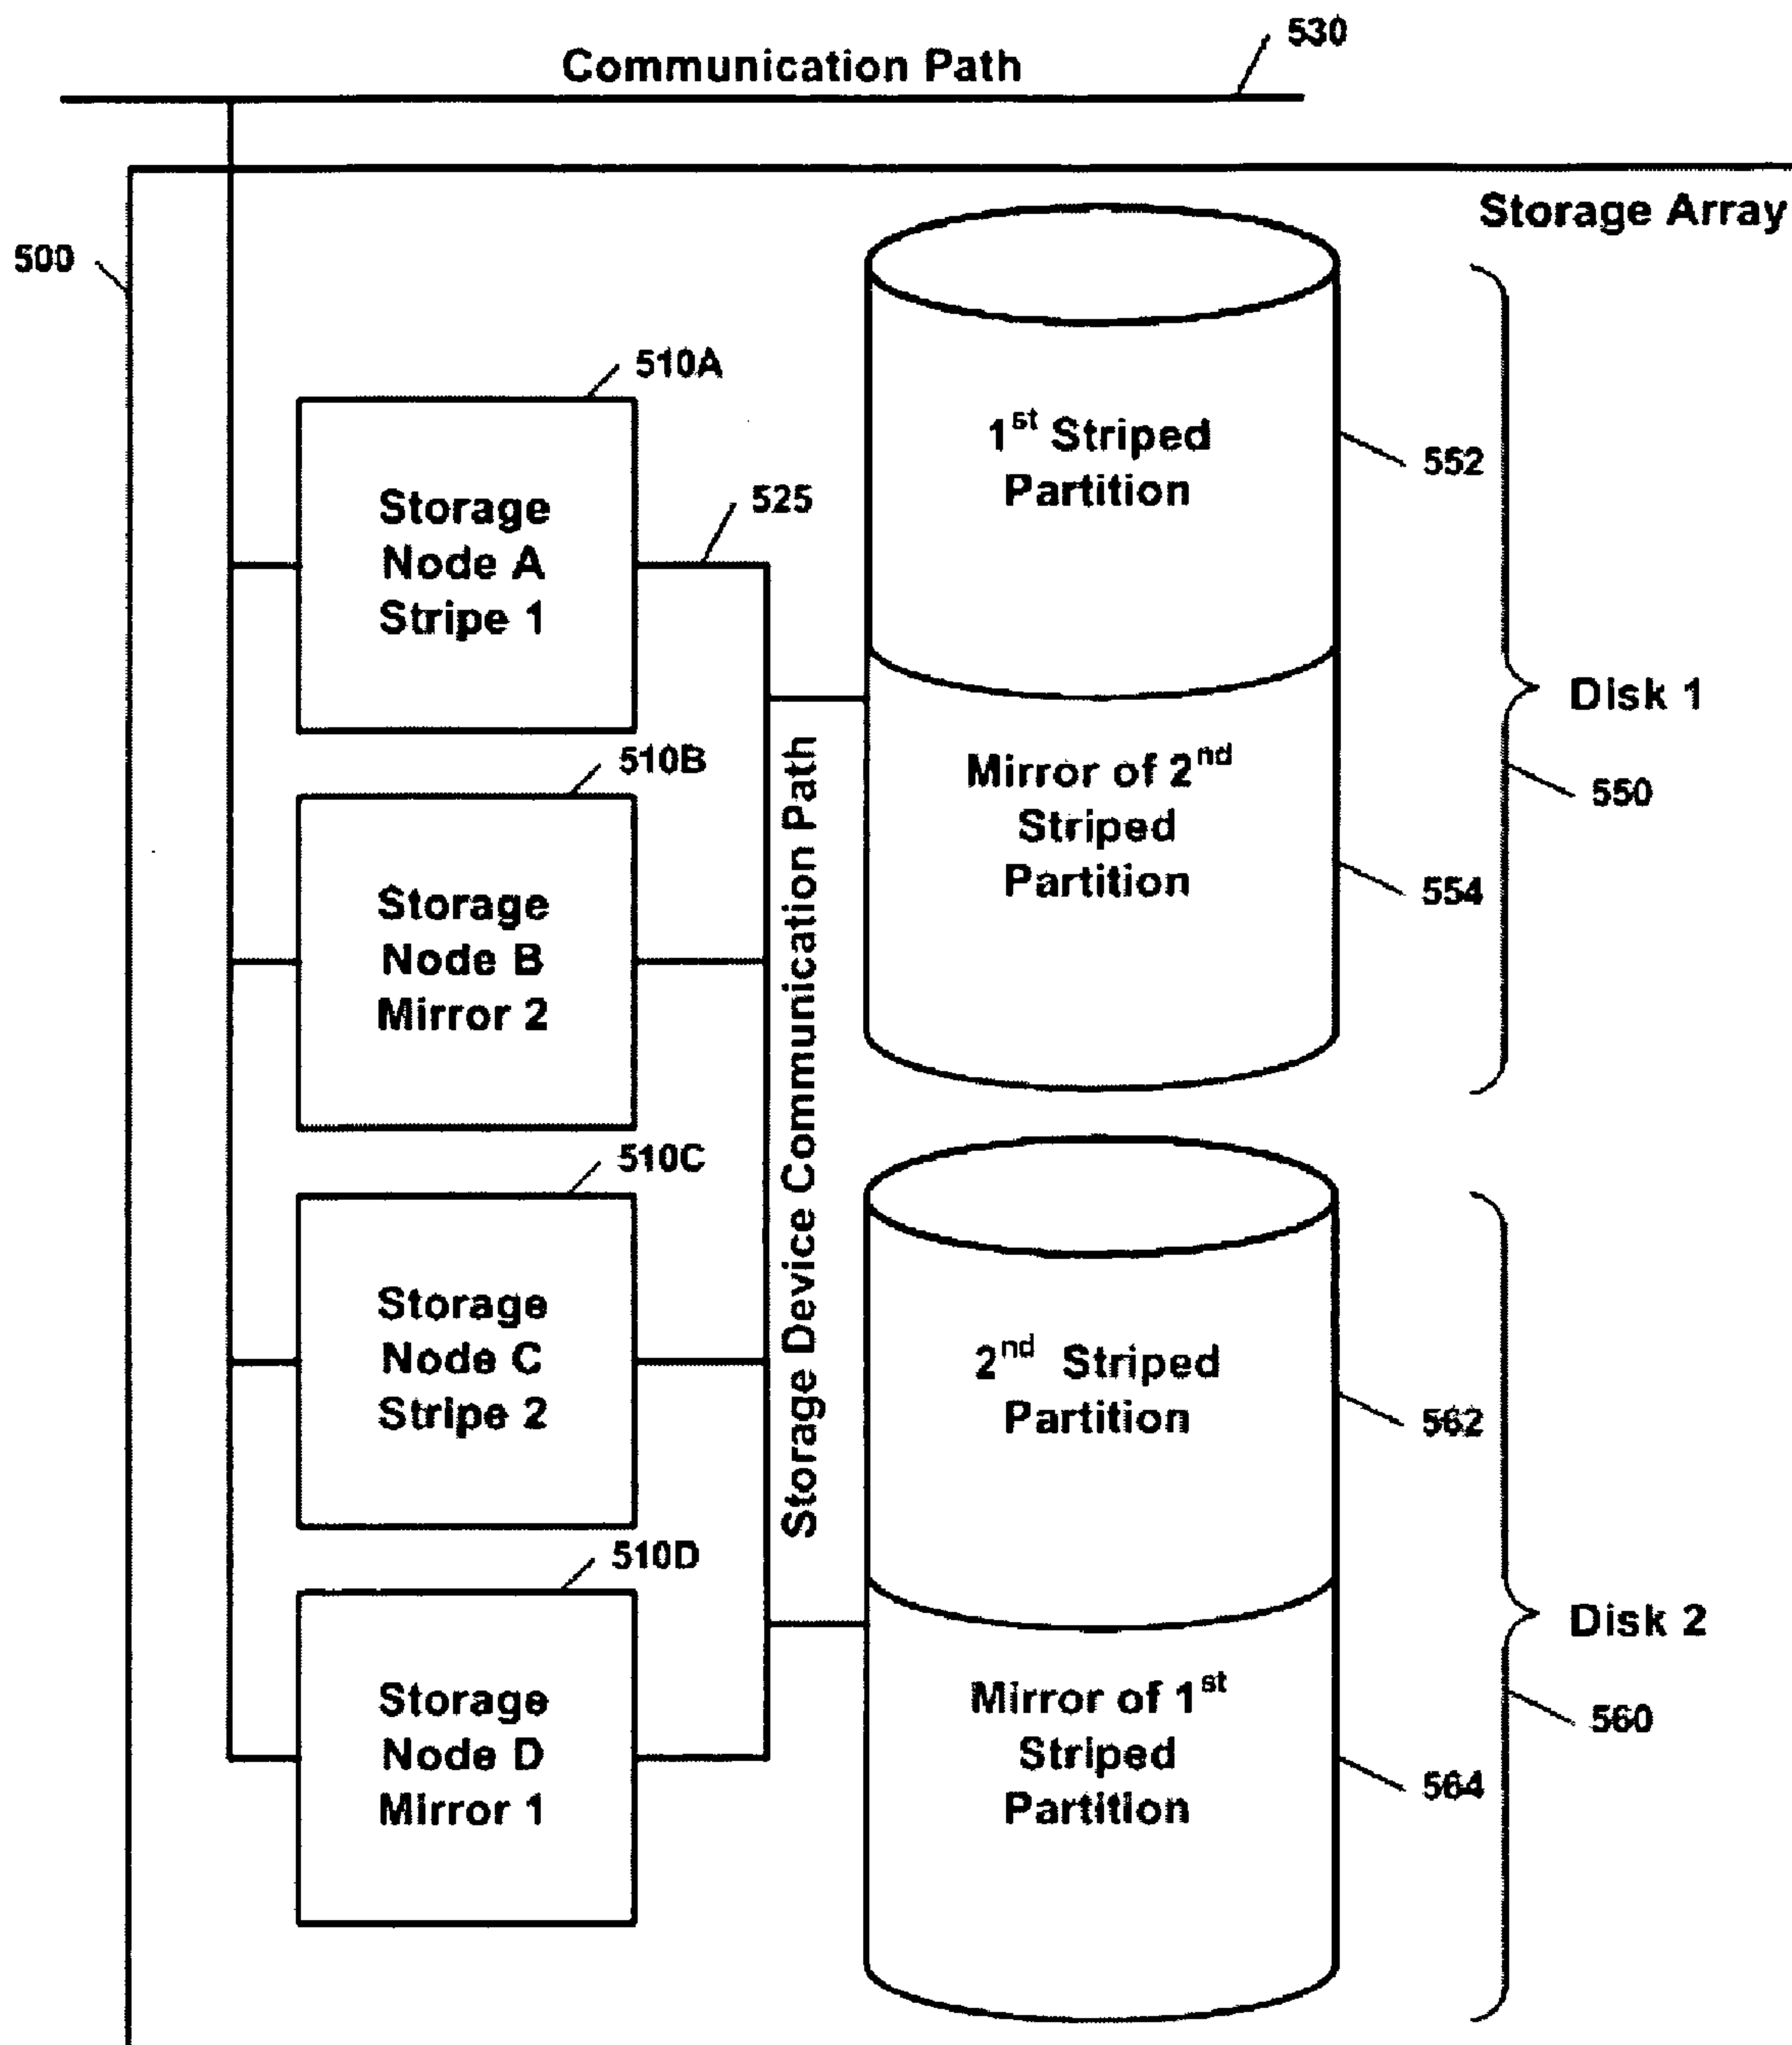 530
Communication Path
Storage Array
500
510A
Storage
Node A
Stripe 1
525
1st Striped
Partition
552
Disk 1
510B
Storage
Node B
Mirror 2
Mirror of 2nd
Striped
Partition
550
554
Storage Device Communication Path
510C
Storage
Node C
Stripe 2
2nd Striped
Partition
562
510D
Storage
Node D
Mirror 1
Disk 2
Mirror of 1st
Striped
Partition
560
564